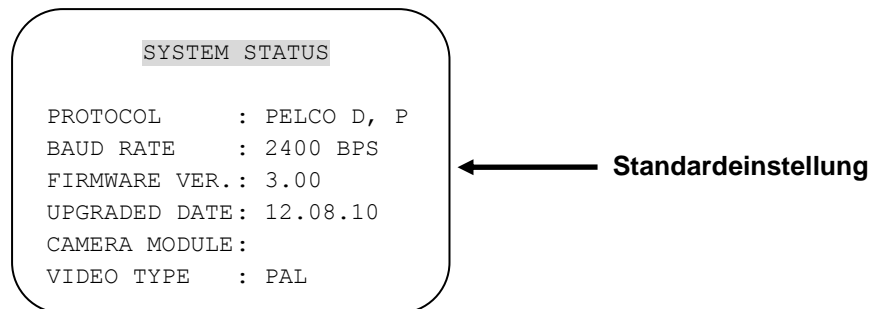 SYSTEM STATUS
PROTOCOL : PELCO D, P
BAUD RATE : 2400 BPS
FIRMWARE VER.: 3.00
UPGRADED DATE: 12.08.10
CAMERA MODULE:
VIDEO TYPE : PAL
Standardeinstellung